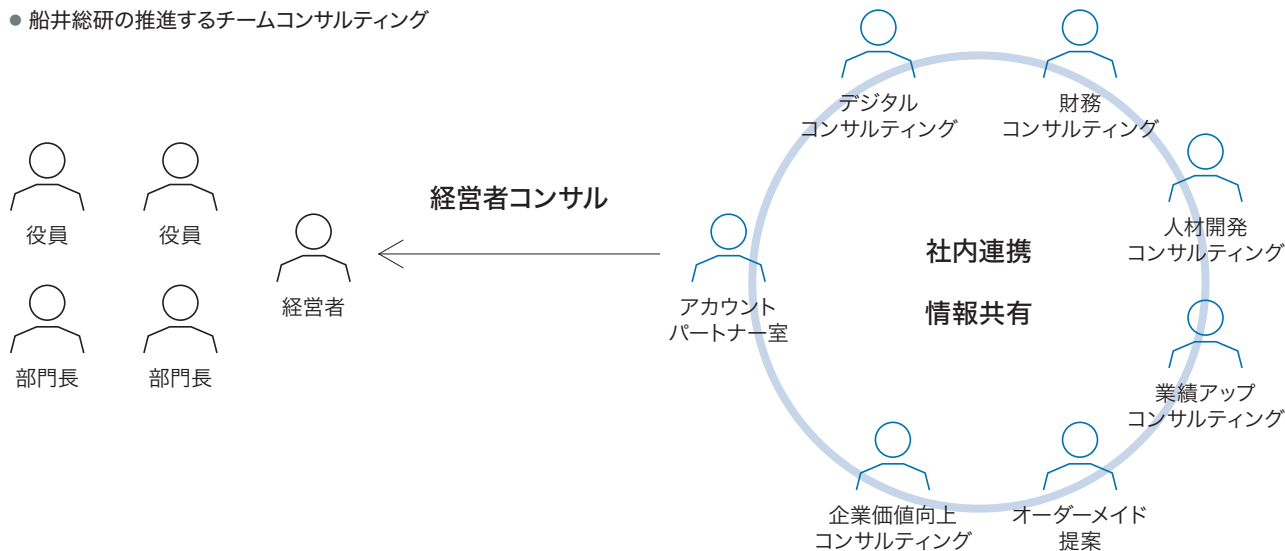 ● 船井総研の推進するチームコンサルティング
役員
役員
部門長
部門長
経営者
経営者コンサル
アカウント
パートナー室
デジタル
コンサルティング
財務
コンサルティング
人材開発
コンサルティング
業績アップ
コンサルティング
オーダーメイド
提案
企業価値向上
コンサルティング
社内連携
情報共有